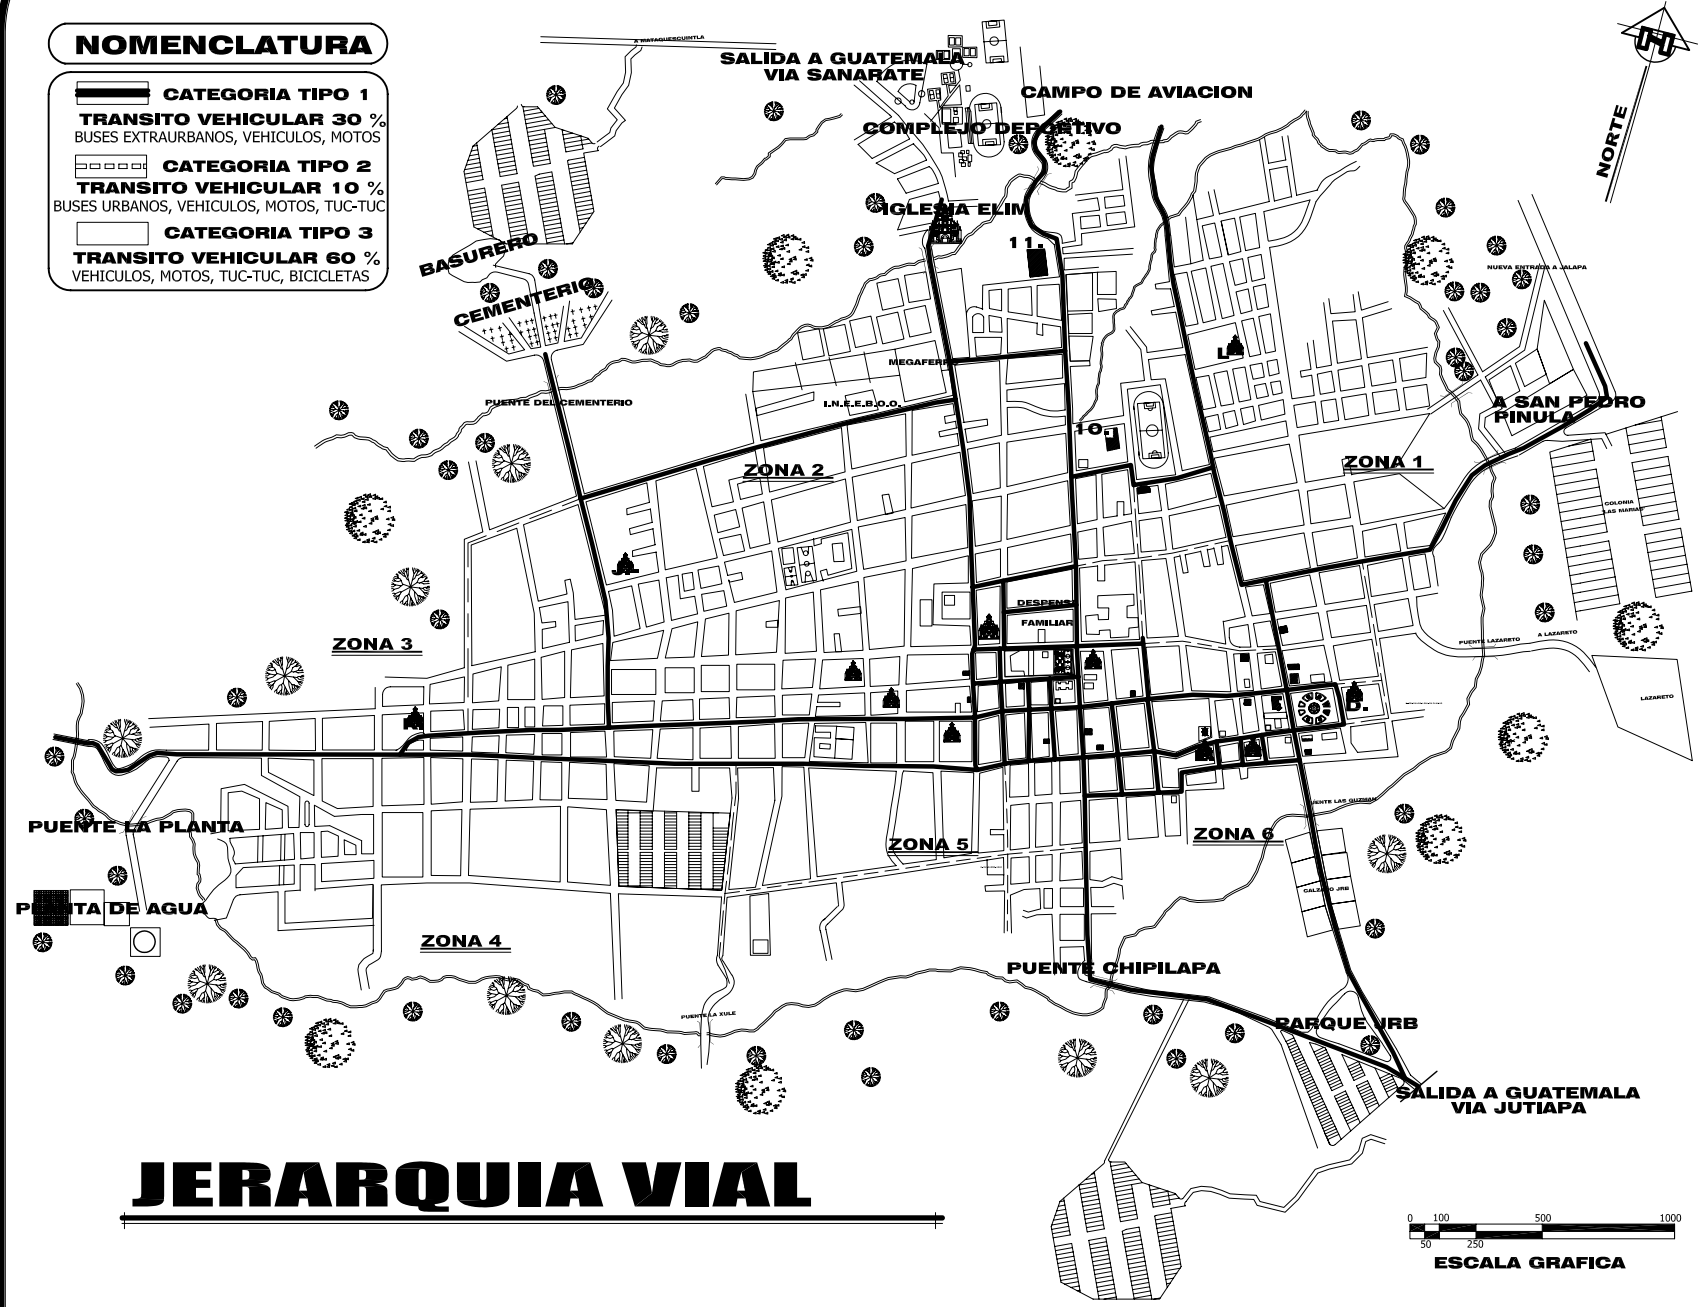 NOMENCLATURA
CATEGORIA TIPO 1
TRANSITO VEHICULAR 30 %
BUSES EXTRAURBANOS, VEHICULOS, MOTOS
CATEGORIA TIPO 2
TRANSITO VEHICULAR 10 %
BUSES URBANOS, VEHICULOS, MOTOS, TUC-TUC
CATEGORIA TIPO 3
TRANSITO VEHICULAR 60 %
VEHICULOS, MOTOS, TUC-TUC, BICICLETAS
A MATAQUESCUINTLA
SALIDA A GUATEMALA
VIA SANARATE
CAMPO DE AVIACION
COMPLEJO DEPORTIVO
NORTE
IGLESIA ELIM
11.
BASURERO
CEMENTERIO
NUEVA ENTRADA A JALAPA
MEGAFERR
L
PUENTE DEL CEMENTERIO
I.N.E.E.B.O.O.
A SAN PEDRO
PINULA
10.
ZONA 2
ZONA 1
COLONIA
LAS MARIAS
DESPENS
FAMILIAR
ZONA 3
PUENTE LAZARETO
A LAZARETO
LAZARETO
D.
PUENTE LA PLANTA
PUENTE LAS GUZMAN
ZONA 5
ZONA 6
CALZADO JRB
PLANTA DE AGUA
ZONA 4
PUENTE CHIPILAPA
PUENTE LA XULE
PARQUE JRB
SALIDA A GUATEMALA
VIA JUTIAPA
JERARQUIA VIAL
0 100 500 1000
50 250
ESCALA GRAFICA